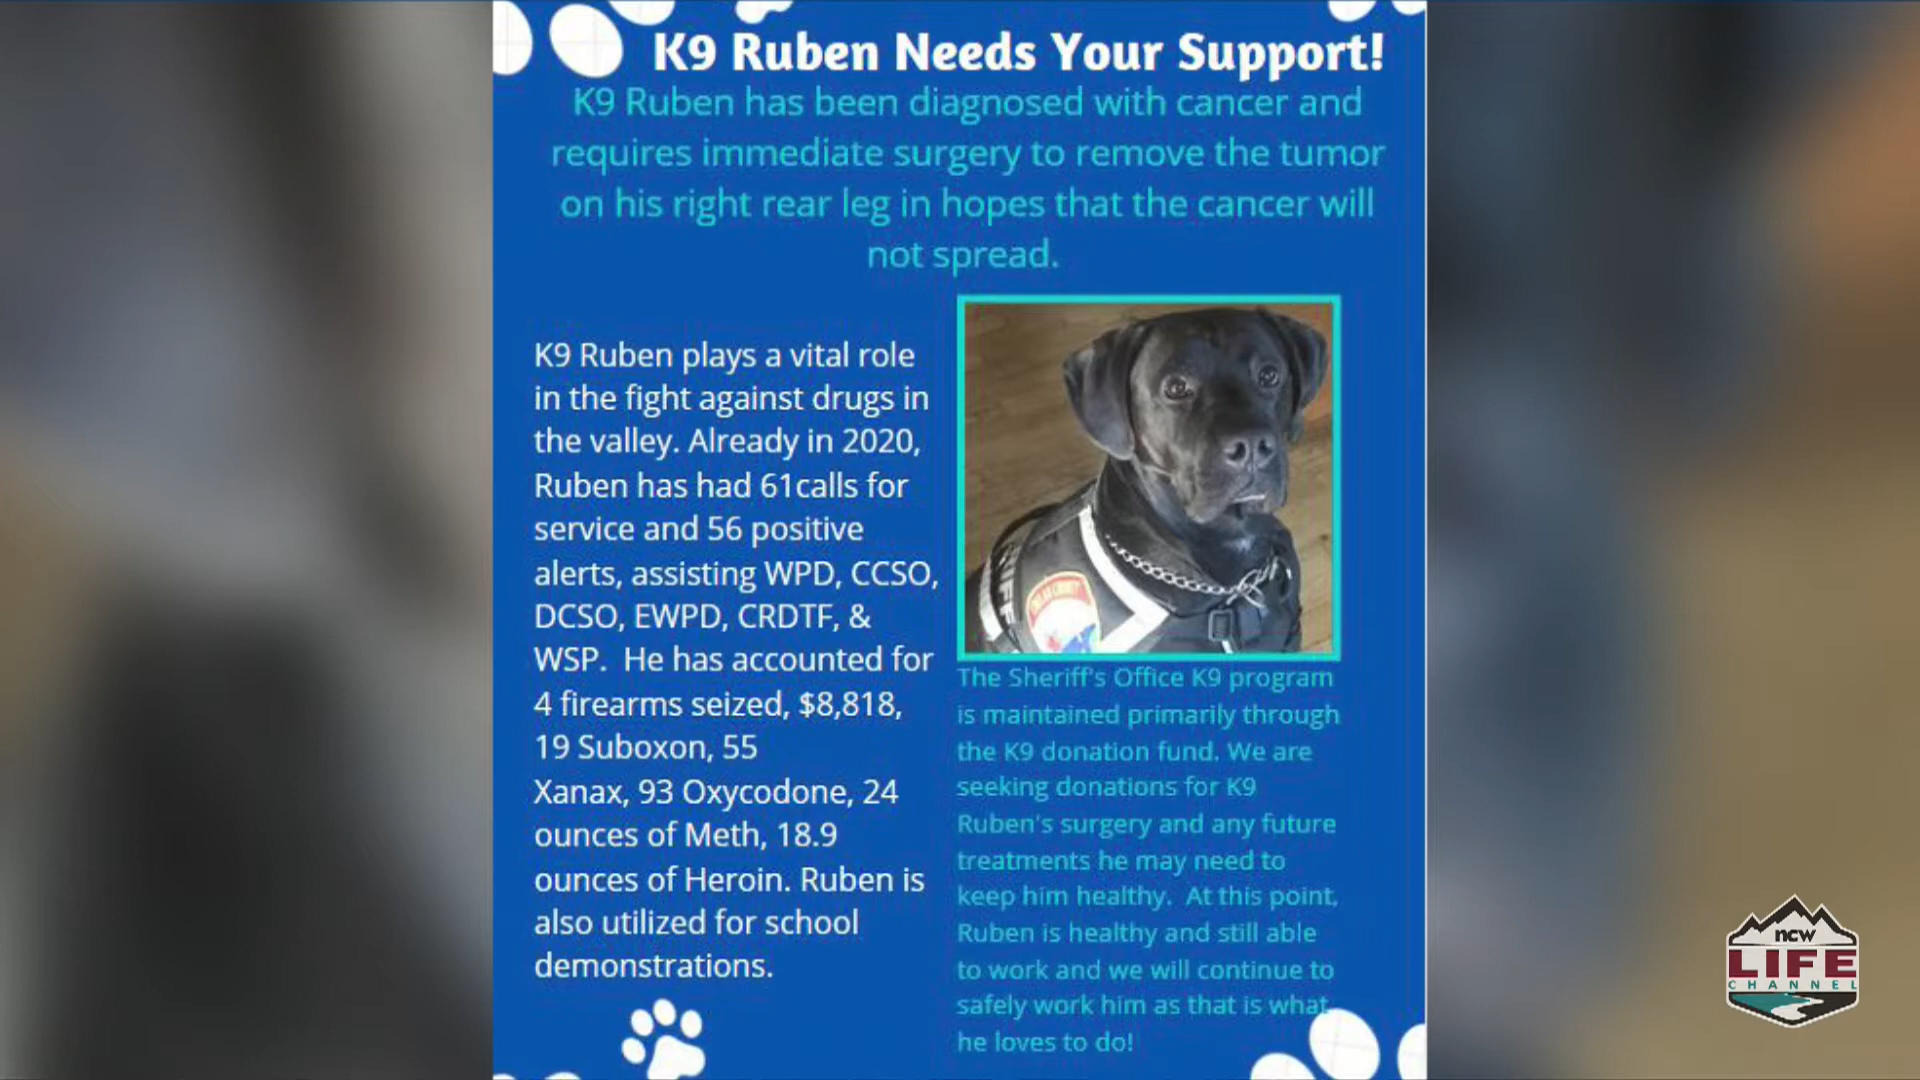 K9 Ruben Needs Your Support!
K9 Ruben has been diagnosed with cancer and
requires immediate surgery to remove the tumor
on his right rear leg in hopes that the cancer will
not spread.
K9 Ruben plays a vital role
in the fight against drugs in
the valley. Already in 2020,
Ruben has had 61calls for
service and 56 positive
alerts, assisting WPD, CCSO,
DCSO, EWPD, CRDTF, &
WSP.  He has accounted for
4 firearms seized, $8,818,
19 Suboxon, 55
Xanax, 93 Oxycodone, 24
ounces of Meth, 18.9
ounces of Heroin. Ruben is
also utilized for school
demonstrations.
The Sheriff's Office K9 program
is maintained primarily through
the K9 donation fund. We are
seeking donations for K9
Ruben's surgery and any future
treatments he may need to
keep him healthy.  At this point,
Ruben is healthy and still able
to work and we will continue to
safely work him as that is what
he loves to do!
ncw
LIFE
CHANNEL